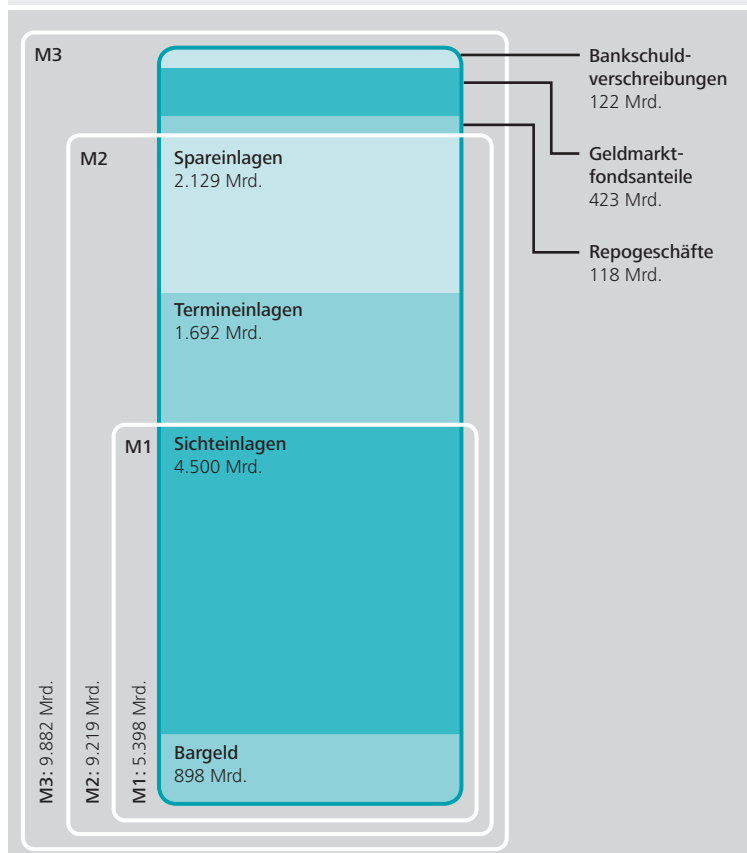 M3
Bankschuld-
verschreibungen
122 Mrd.
Geldmarkt-
fondsanteile
423 Mrd.
Repogeschäfte
118 Mrd.
M2
Spareinlagen
2.129 Mrd.
Termineinlagen
1.692 Mrd.
M1
Sichteinlagen
4.500 Mrd.
Bargeld
898 Mrd.
M3: 9.882 Mrd.
M2: 9.219 Mrd.
M1: 5.398 Mrd.